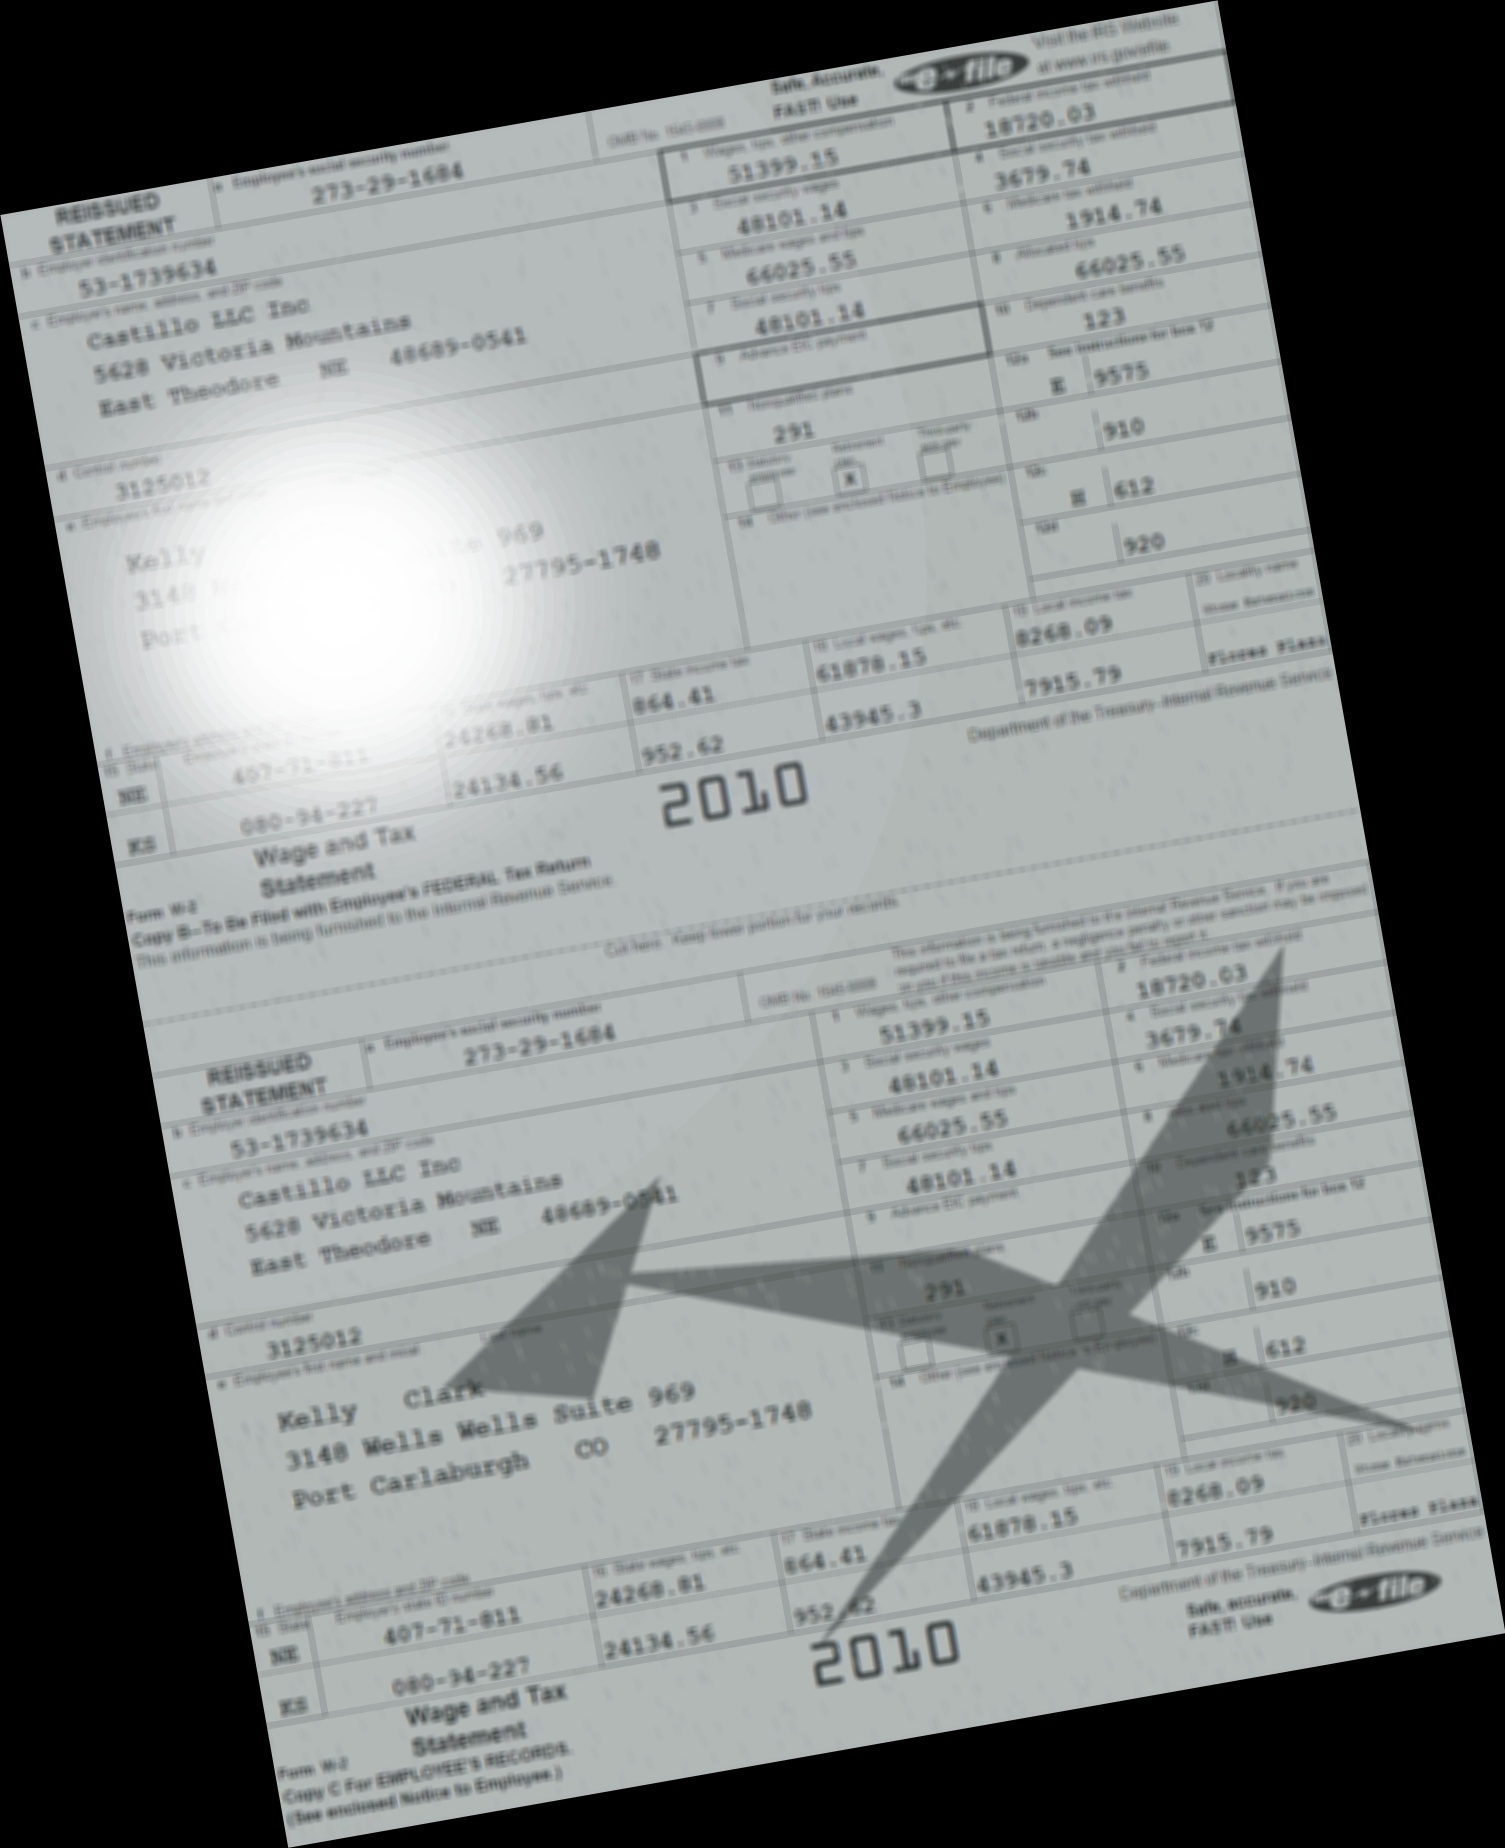 Safe, Accurate,
FAST! Use
e~file
Visit the IRS Website
at www.irs.gov/efile
REISSUED
STATEMENT
a Employee's social security number
273-29-1684
OMB No. 1545-0008
1 Wages, tips, other compensation
51399.15
2 Federal income tax withheld
18720.03
3 Social security wages
48101.14
4 Social security tax withheld
3679.74
b Employer identification number
53-1739634
5 Medicare wages and tips
66025.55
6 Medicare tax withheld
1914.74
c Employer's name, address, and ZIP code
Castillo LLC Inc
5628 Victoria Mountains
East Theodore NE 48689-0541
7 Social security tips
48101.14
8 Allocated tips
66025.55
9 Advance EIC payment
10 Dependent care benefits
123
11 Nonqualified plans
291
12a See instructions for box 12
E 9575
12b
910
12c
H 612
12d
920
13 Statutory employee
Retirement plan
X
Third-party sick pay
14 Other (see enclosed Notice to Employee)
d Control number
3125012
e Employee's first name
Kelly 969
3148 27795-1748
Port
f Employee's address
15 State
NE 407-71-811
KS 080-94-227
16 State wages, tips, etc.
24268.81
24134.56
17 State income tax
864.41
952.62
18 Local wages, tips, etc.
61878.15
43945.3
19 Local income tax
8268.09
7915.79
20 Locality name
Flores Plaza
Wage and Tax
Statement
2010
Department of the Treasury-Internal Revenue Service
Form W-2
Copy B-To Be Filed with Employee's FEDERAL Tax Return
This information is being furnished to the Internal Revenue Service.
Cut here. Keep lower portion for your records.
This information is being furnished to the Internal Revenue Service. If you are
required to file a tax return, a negligence penalty or other sanction may be imposed
on you if this income is taxable and you fail to report it.
REISSUED
STATEMENT
a Employee's social security number
273-29-1684
OMB No. 1545-0008
1 Wages, tips, other compensation
51399.15
2 Federal income tax withheld
18720.03
3 Social security wages
48101.14
4 Social security tax withheld
3679.74
b Employer identification number
53-1739634
5 Medicare wages and tips
66025.55
6 Medicare tax withheld
1914.74
c Employer's name, address, and ZIP code
Castillo LLC Inc
5628 Victoria Mountains
East Theodore NE 48689-0541
7 Social security tips
48101.14
8 Allocated tips
66025.55
9 Advance EIC payment
10 Dependent care benefits
123
11 Nonqualified plans
291
12a See instructions for box 12
E 9575
12b
910
12c
H 612
12d
920
13 Statutory employee
Retirement plan
X
Third-party sick pay
14 Other (see enclosed Notice to Employee)
d Control number
3125012
e Employee's first name and initial Last name
Kelly Clark
3148 Wells Wells Suite 969
Port Carlaburgh CO 27795-1748
f Employee's address and ZIP code
15 State Employer's state ID number
NE 407-71-811
KS 080-94-227
16 State wages, tips, etc.
24268.81
24134.56
17 State income tax
864.41
952.62
18 Local wages, tips, etc.
61878.15
43945.3
19 Local income tax
8268.09
7915.79
20 Locality name
Flores Plaza
Wage and Tax
Statement
2010
Department of the Treasury-Internal Revenue Service
Safe, accurate,
FAST! Use
e~file
Form W-2
Copy C For EMPLOYEE'S RECORDS.
(See enclosed Notice to Employee.)